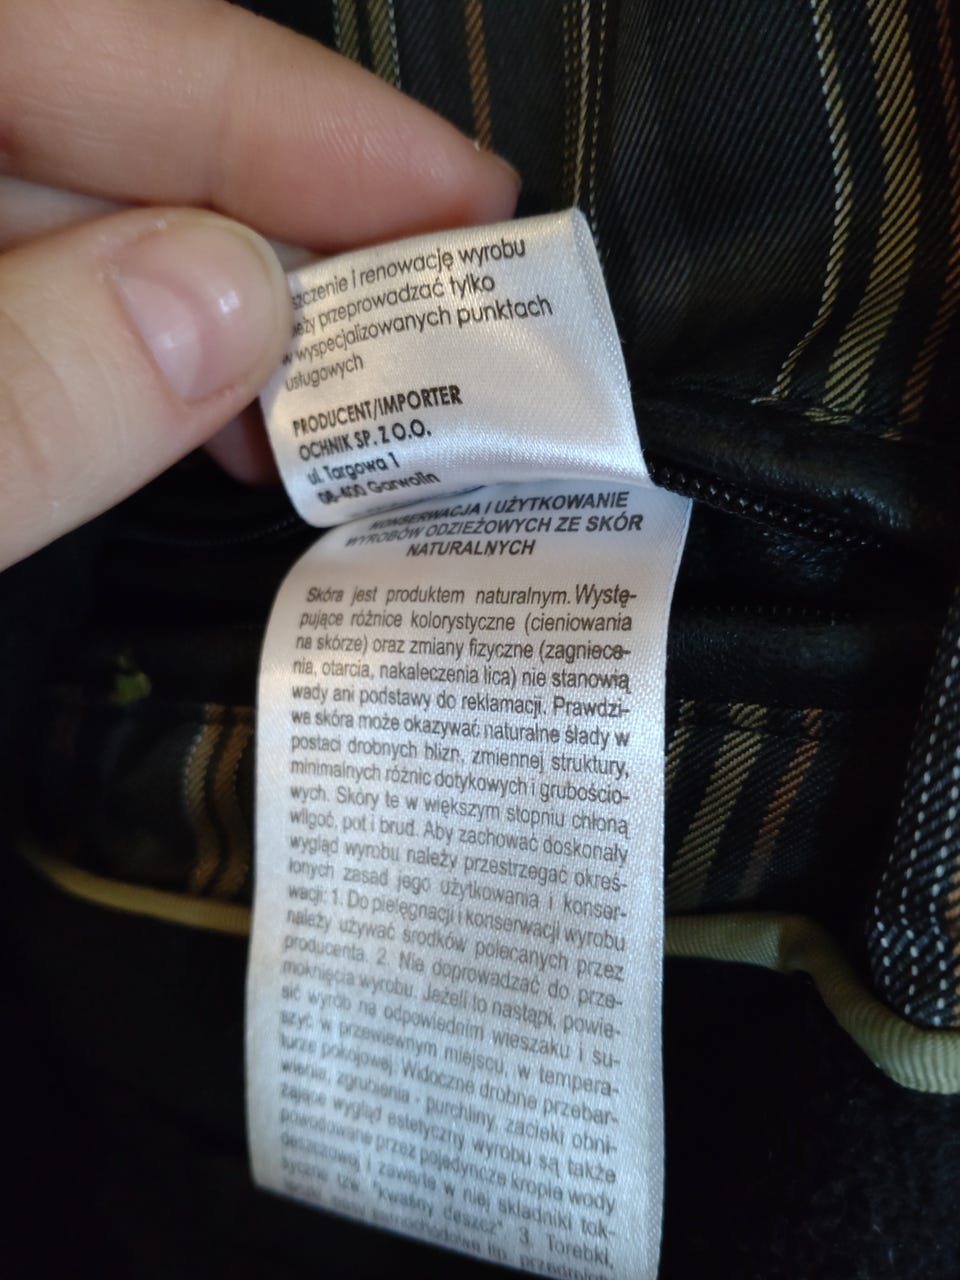 szczenie i renowację wyrobu
leży przeprowadzać tylko
w wyspecjalizowanych punktach
usługowych
PRODUCENT/IMPORTER
OCHNIK SP. Z O.O.
ul. Targowa 1
08-400 Garwolin
KONSERWACJA I UŻYTKOWANIE
WYROBÓW ODZIEŻOWYCH ZE SKÓR
NATURALNYCH
Skóra jest produktem naturalnym. Wystę-
pujące różnice kolorystyczne (cieniowania
na skórze) oraz zmiany fizyczne (zagniece-
nia, otarcia, nakaleczenia lica) nie stanowią
wady ani podstawy do reklamacji. Prawdzi-
wa skóra może okazywać naturalne ślady w
postaci drobnych blizn, zmiennej struktury,
minimalnych różnic dotykowych i grubościo-
wych. Skóry te w większym stopniu chłoną
wilgoć, pot i brud. Aby zachować doskonały
wygląd wyrobu należy przestrzegać okreś-
lonych zasad jego użytkowania i konser-
wacji: 1. Do pielęgnacji i konserwacji wyrobu
należy używać środków polecanych przez
producenta. 2. Nie doprowadzać do prze-
moknięcia wyrobu. Jeżeli to nastąpi, powie-
sić wyrób na odpowiednim wieszaku i su-
szyć w przewiewnym miejscu, w tempera-
turze pokojowej. Widoczne drobne przebar-
wienia, zgrubienia - purchliny, zacieki obni-
żające wygląd estetyczny wyrobu są także
powodowane przez pojedyncze krople wody
deszczowej i zawarte w niej składniki tok-
syczne, tzw. "kwaśny deszcz". 3. Torebki,
samochodowe itp. przedmioty